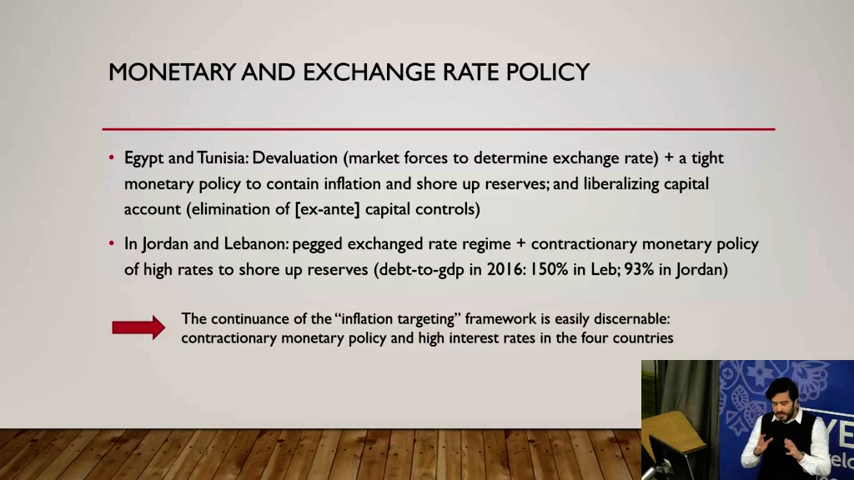 MONETARY AND EXCHANGE RATE POLICY
• Egypt and Tunisia: Devaluation (market forces to determine exchange rate) + a tight
monetary policy to contain inflation and shore up reserves; and liberalizing capital
account (elimination of [ex-ante] capital controls)
• In Jordan and Lebanon: pegged exchanged rate regime + contractionary monetary policy
of high rates to shore up reserves (debt-to-gdp in 2016: 150% in Leb; 93% in Jordan)
The continuance of the “inflation targeting” framework is easily discernable:
contractionary monetary policy and high interest rates in the four countries